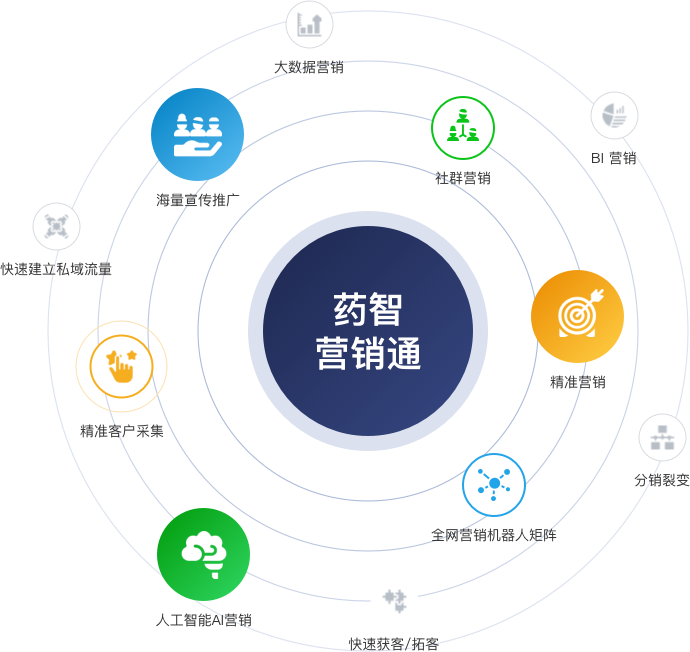 大数据营销
BI 营销
海量宣传推广
社群营销
快速建立私域流量
药智
营销通
精准营销
精准客户采集
分销裂变
全网营销机器人矩阵
人工智能AI营销
快速获客/拓客